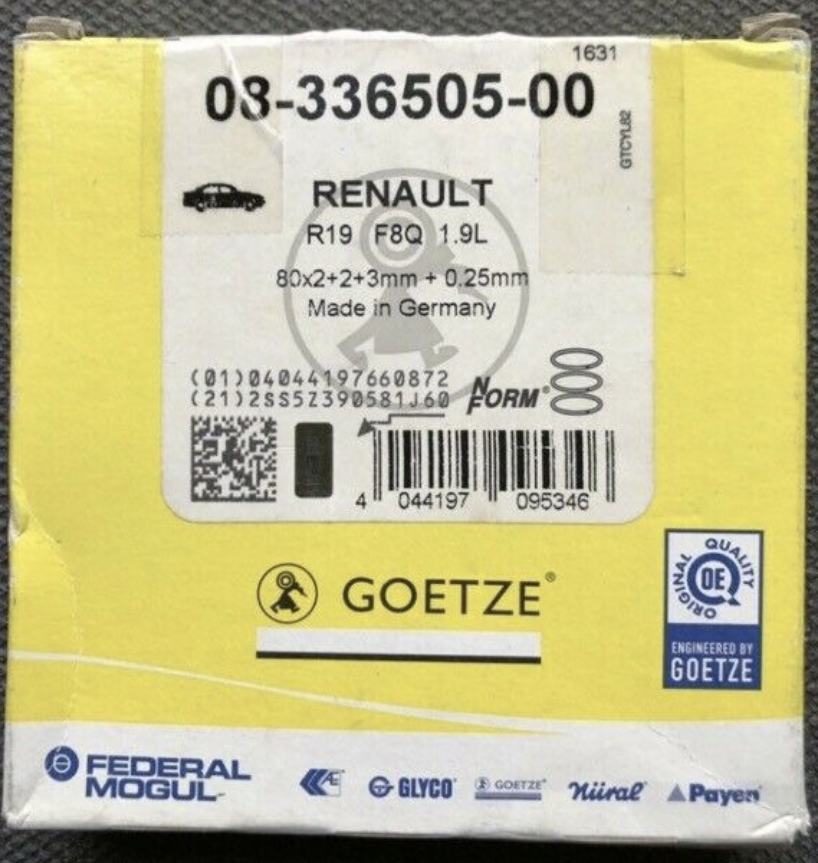 1631
08-336505-00
GTCYL82
RENAULT
R19 F8Q 1.9L
80x2+2+3mm + 0.25mm
Made in Germany
(01)04044197660872
(21)2SS5Z390581J60
NFORM®
4 044197 095346
GOETZE®
ORIGINAL QUALITY
OE
ENGINEERED BY
GOETZE
FEDERAL
MOGUL
AE GLYCO® GOETZE® Nüral® Payen®